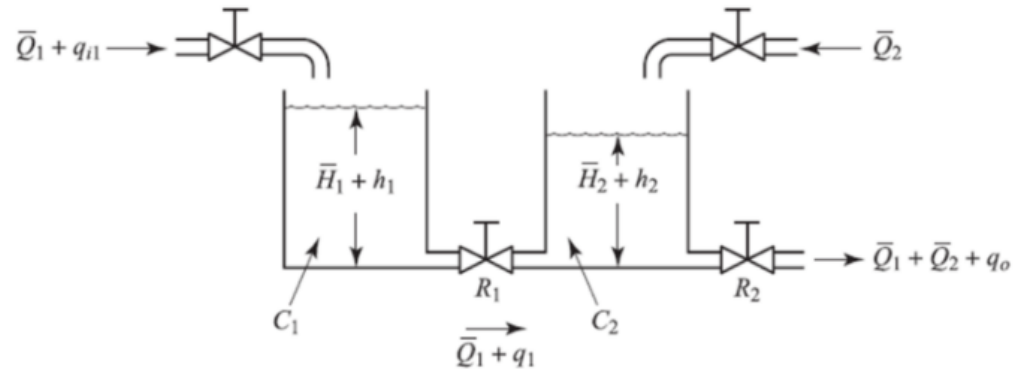 Q̅₁ + qᵢ₁
Q̅₂
H̅₁ + h₁
H̅₂ + h₂
Q̅₁ + Q̅₂ + qₒ
R₁
R₂
C₁
C₂
Q̅₁ + q₁